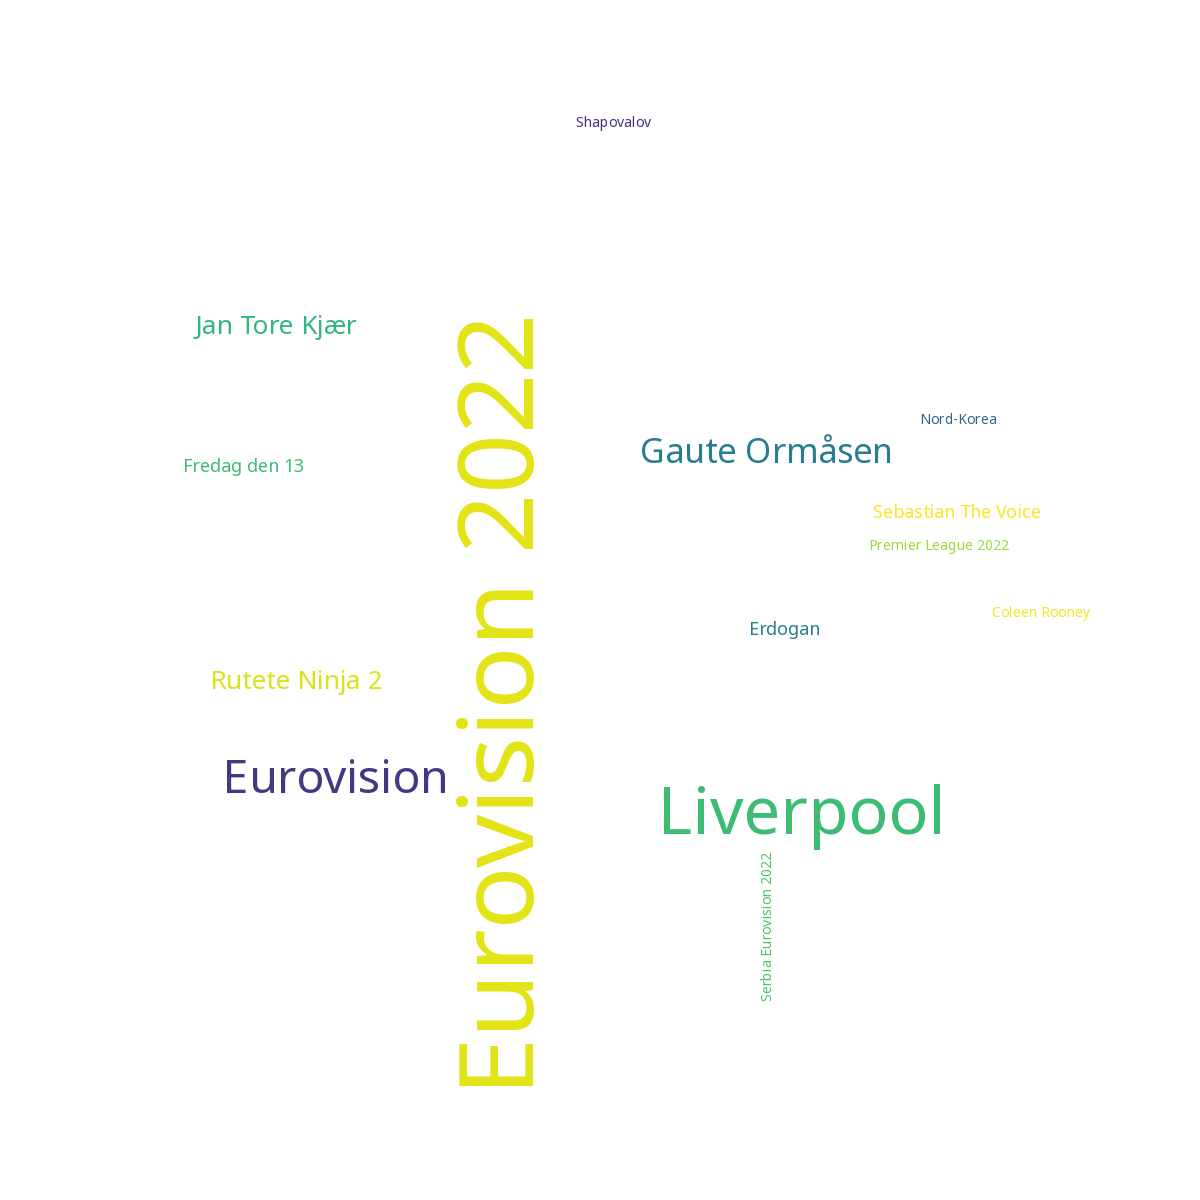 Shapovalov
Jan Tore Kjær
Eurovision 2022
Nord-Korea
Gaute Ormåsen
Fredag den 13
Sebastian The Voice
Premier League 2022
Coleen Rooney
Erdogan
Rutete Ninja 2
Eurovision
Liverpool
Serbia Eurovision 2022